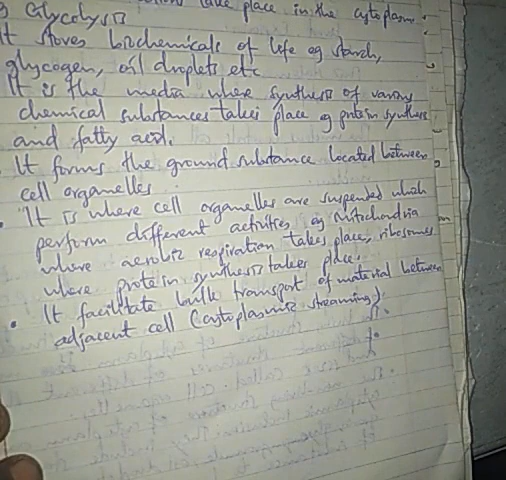 take place in the cytoplasm.
Glycolysis
It stores biochemicals of life eg starch,
glycogen, oil droplets etc
It is the media where synthesis of various
chemical substances takes place eg protein synthesis
and fatty acid.
It forms the ground substance located between
cell organelles
• It is where cell organelles are suspended which
perform different activities, eg mitochondria
where aerobic respiration takes place, ribosomes
where protein synthesis takes place.
• It facilitate bulk transport of material between
adjacent cell (cytoplasmic streaming)